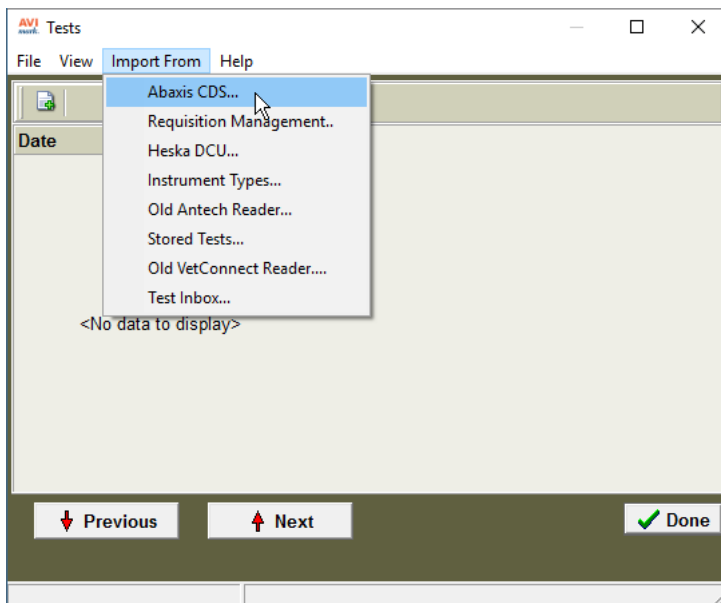 AVI mark. Tests
File View Import From Help
Abaxis CDS...
Requisition Management..
Heska DCU...
Date
Instrument Types...
Old Antech Reader...
Stored Tests...
Old VetConnect Reader....
Test Inbox...
<No data to display>
Previous Next Done